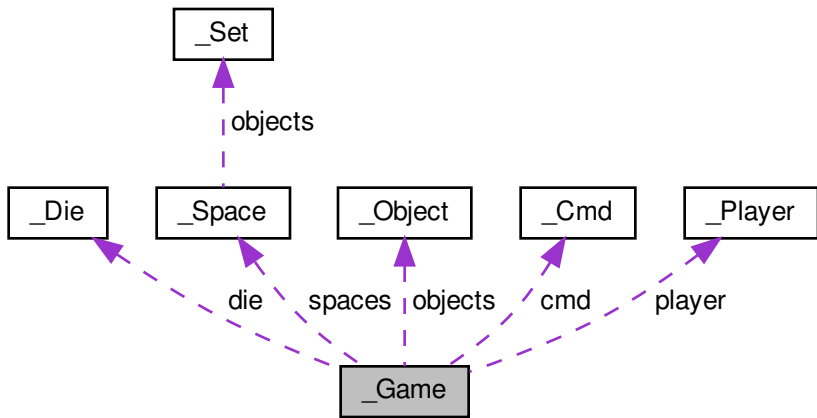 _Set
objects
_Die
_Space
_Object
_Cmd
_Player
die
spaces
objects
cmd
player
_Game